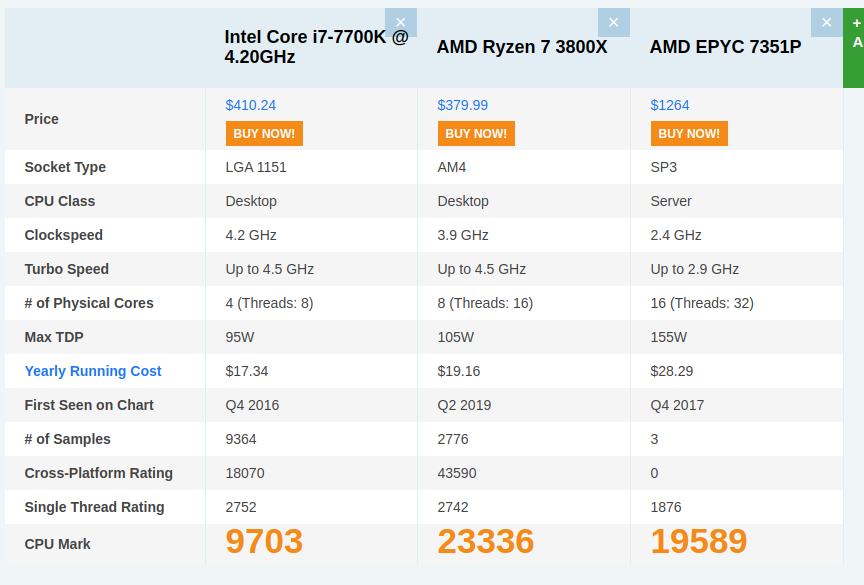 Intel Core i7-7700K @ 4.20GHz × AMD Ryzen 7 3800X × AMD EPYC 7351P × + A
Price $410.24 $379.99 $1264
BUY NOW! BUY NOW! BUY NOW!
Socket Type LGA 1151 AM4 SP3
CPU Class Desktop Desktop Server
Clockspeed 4.2 GHz 3.9 GHz 2.4 GHz
Turbo Speed Up to 4.5 GHz Up to 4.5 GHz Up to 2.9 GHz
# of Physical Cores 4 (Threads: 8) 8 (Threads: 16) 16 (Threads: 32)
Max TDP 95W 105W 155W
Yearly Running Cost $17.34 $19.16 $28.29
First Seen on Chart Q4 2016 Q2 2019 Q4 2017
# of Samples 9364 2776 3
Cross-Platform Rating 18070 43590 0
Single Thread Rating 2752 2742 1876
CPU Mark 9703 23336 19589